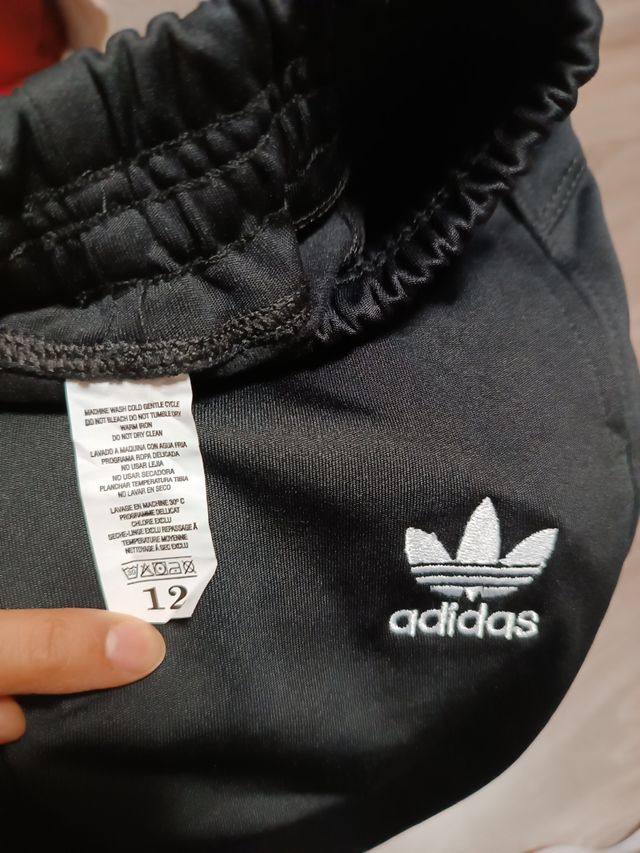 MACHINE WASH COLD GENTLE CYCLE
DO NOT BLEACH DO NOT TUMBLE DRY
WARM IRON
DO NOT DRY CLEAN
LAVADO A MAQUINA CON AGUA FRIA
PROGRAMA ROPA DELICADA
NO USAR LEJIA
NO USAR SECADORA
PLANCHAR TEMPERATURA TIBIA
NO LAVAR EN SECO
LAVAGE EN MACHINE 30° C
PROGRAMME DELLICAT
CHLORE EXCLU
SECHE-LINGE EXCLU REPASSAGE À
TEMPERATURE MOYENNE
NETTOYAGE À SEC EXCLU
30
12
adidas